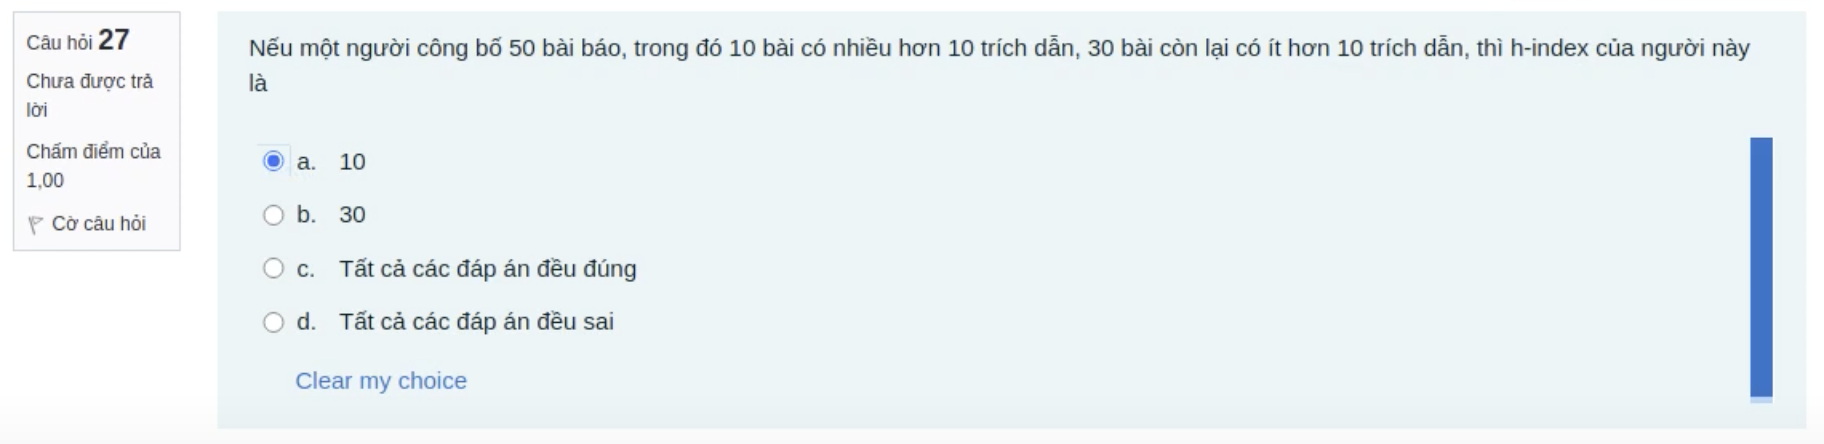 Câu hỏi 27
Chưa được trả
lời
Chấm điểm của
1,00
Cờ câu hỏi
Nếu một người công bố 50 bài báo, trong đó 10 bài có nhiều hơn 10 trích dẫn, 30 bài còn lại có ít hơn 10 trích dẫn, thì h-index của người này
là
a. 10
b. 30
c. Tất cả các đáp án đều đúng
d. Tất cả các đáp án đều sai
Clear my choice